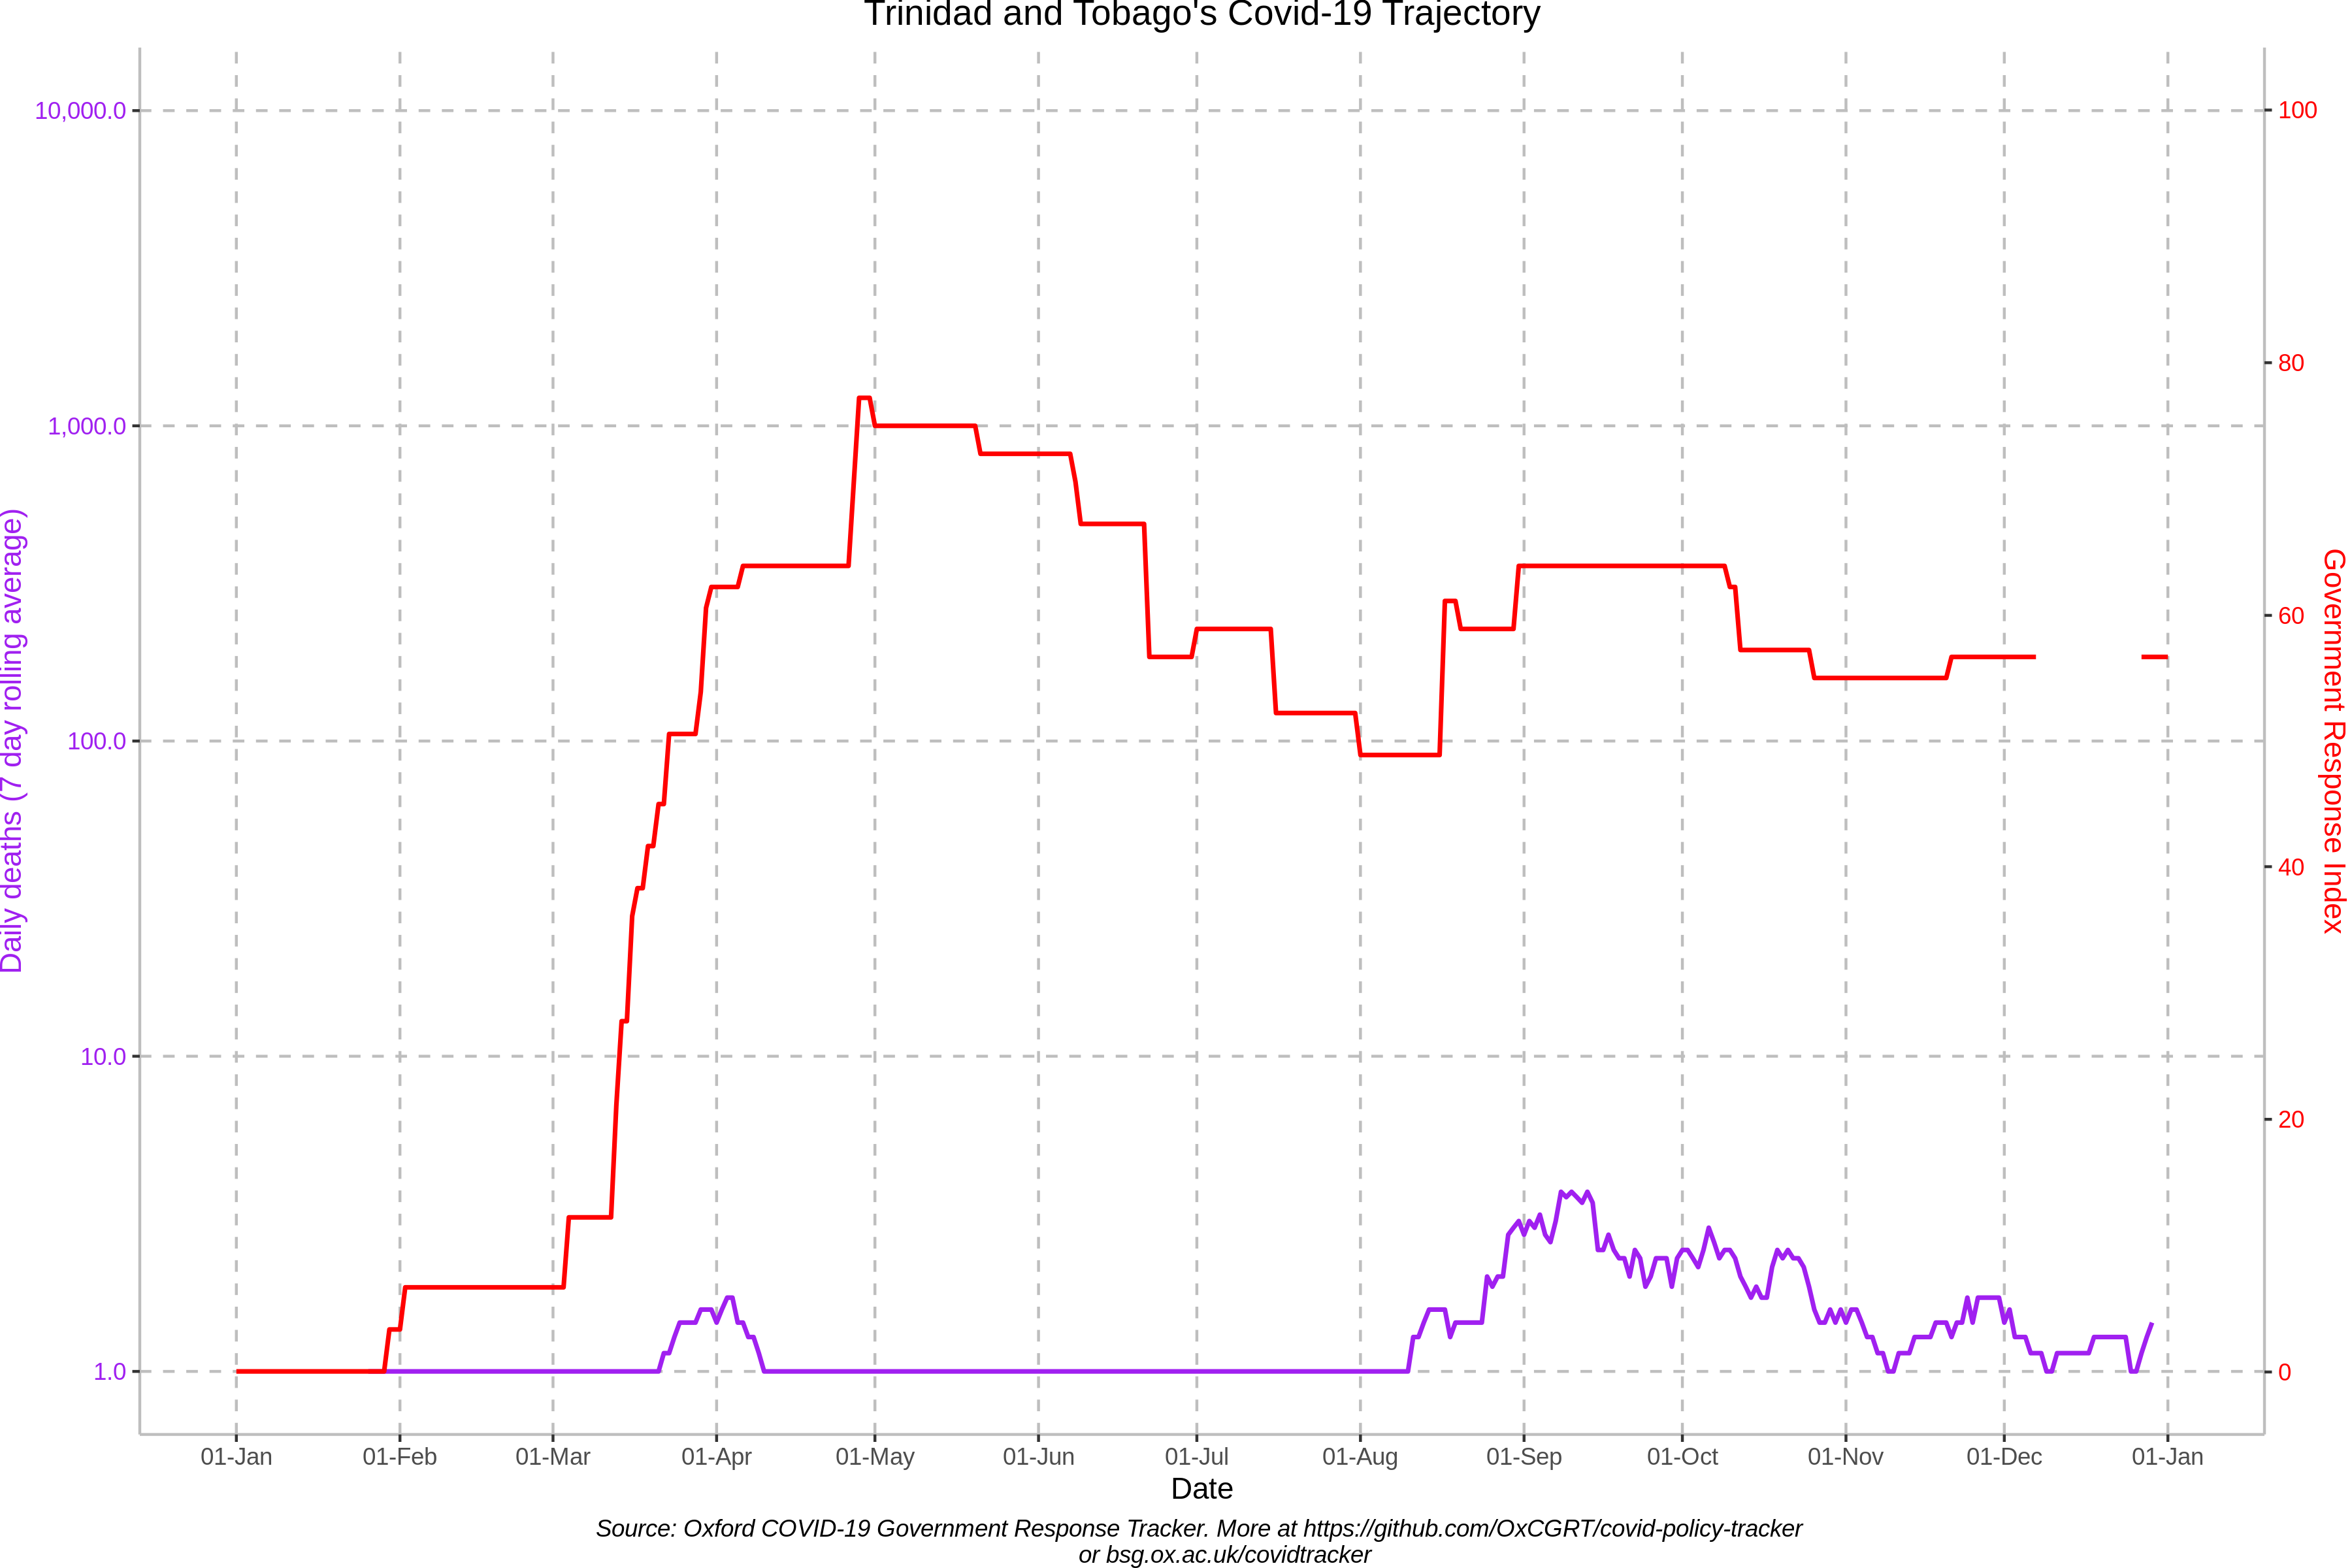 Trinidad and Tobago's Covid-19 Trajectory
10,000.0
1,000.0
100.0
10.0
1.0
Daily deaths (7 day rolling average)
100
80
60
40
20
0
Government Response Index
01-Jan
01-Feb
01-Mar
01-Apr
01-May
01-Jun
01-Jul
01-Aug
01-Sep
01-Oct
01-Nov
01-Dec
01-Jan
Date
Source: Oxford COVID-19 Government Response Tracker. More at https://github.com/OxCGRT/covid-policy-tracker
or bsg.ox.ac.uk/covidtracker